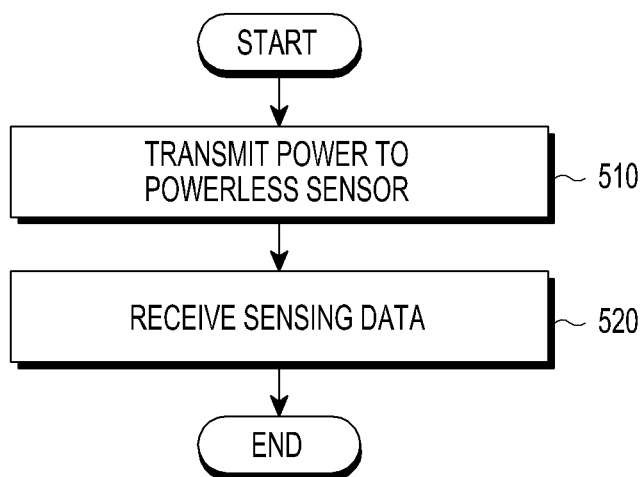 START
TRANSMIT POWER TO
POWERLESS SENSOR
510
RECEIVE SENSING DATA
520
END